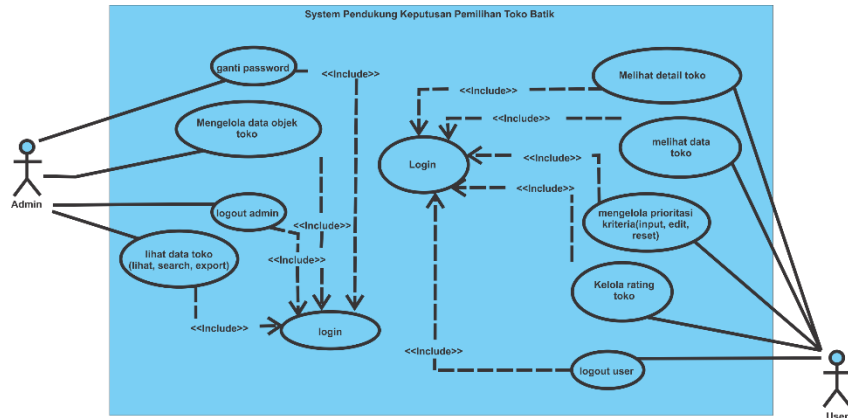 System Pendukung Keputusan Pemilihan Toko Batik
ganti password
<<Include>>
Melihat detail toko
<<Include>>
Mengelola data objek
toko
<<Include>>
melihat data
toko
Login
Admin
<<Include>>
logout admin
<<Include>>
mengelola prioritasi
kriteria(input, edit,
reset)
<<Include>>
lihat data toko
(lihat, search, export)
<<Include>>
Kelola rating
toko
<<Include>>
login
<<Include>>
logout user
User